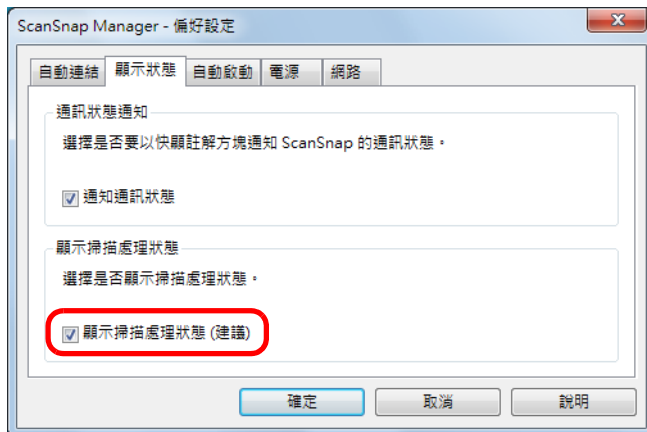 ScanSnap Manager - 偏好設定
自動連結 顯示狀態 自動啟動 電源 網路
通訊狀態通知
選擇是否要以快顯註解方塊通知 ScanSnap 的通訊狀態。
通知通訊狀態
顯示掃描處理狀態
選擇是否顯示掃描處理狀態。
顯示掃描處理狀態 (建議)
確定 取消 說明